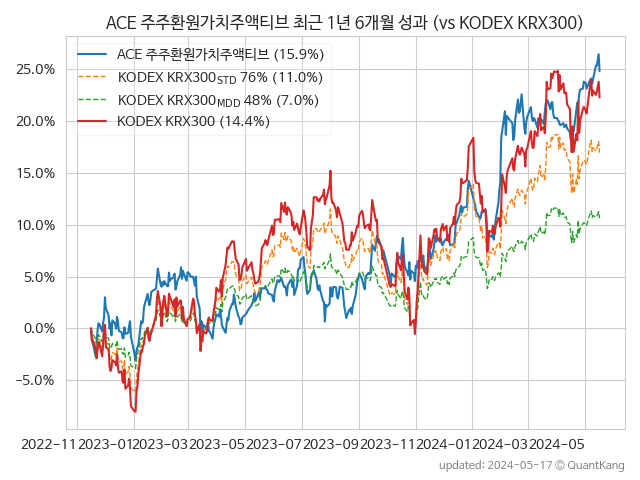 ACE 주주환원가치주액티브 최근 1년 6개월 성과 (vs KODEX KRX300)
ACE 주주환원가치주액티브 (15.9%)
KODEX KRX300STD 76% (11.0%)
KODEX KRX300MDD 48% (7.0%)
KODEX KRX300 (14.4%)
25.0%
20.0%
15.0%
10.0%
5.0%
0.0%
−5.0%
2022−11 2023−01 2023−03 2023−05 2023−07 2023−09 2023−11 2024−01 2024−03 2024−05
updated: 2024-05-17 © QuantKang